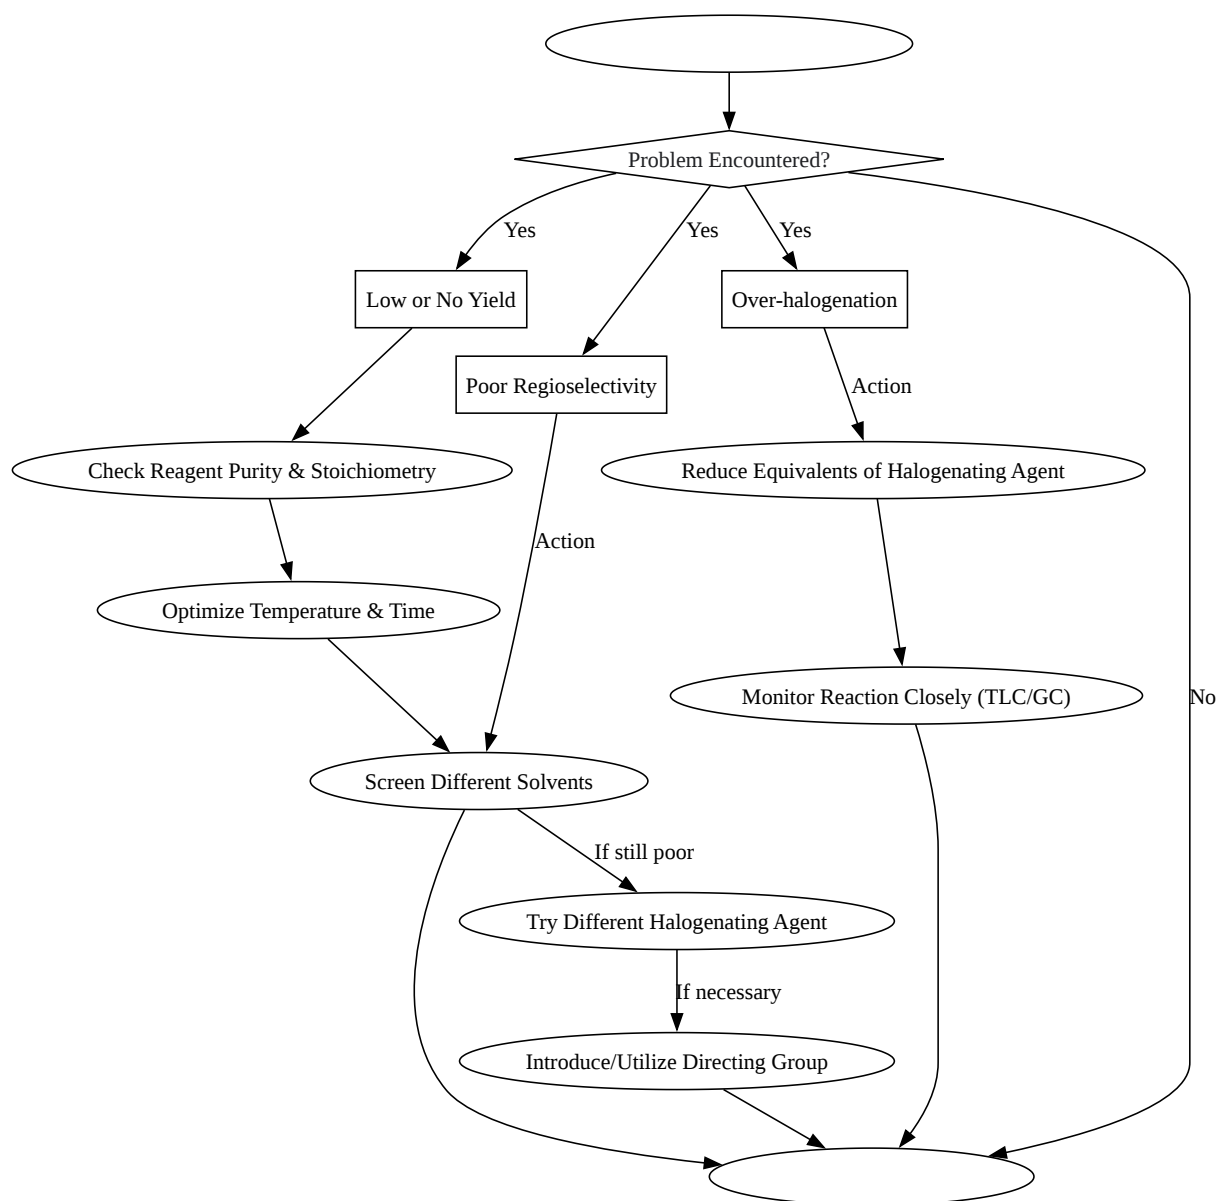 Problem Encountered?
Yes
Yes
Yes
Low or No Yield
Over-halogenation
Poor Regioselectivity
Action
Check Reagent Purity & Stoichiometry
Reduce Equivalents of Halogenating Agent
Action
Optimize Temperature & Time
Monitor Reaction Closely (TLC/GC)
No
Screen Different Solvents
If still poor
Try Different Halogenating Agent
If necessary
Introduce/Utilize Directing Group